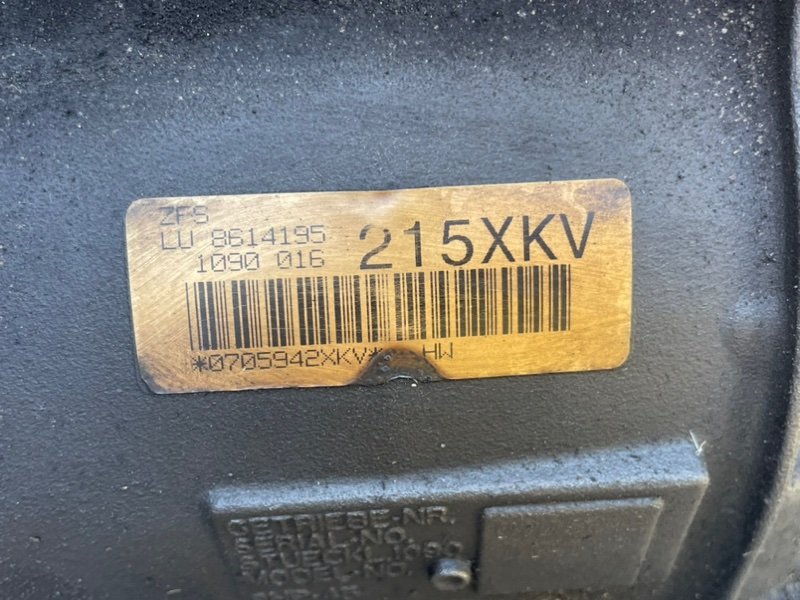 ZFS
LU 8614195
1090 016
215XKV
*0705942XKV* HW
GETRIEBE-NR.
SERIAL-NO.
STUECKL.1090
MODEL-NO.